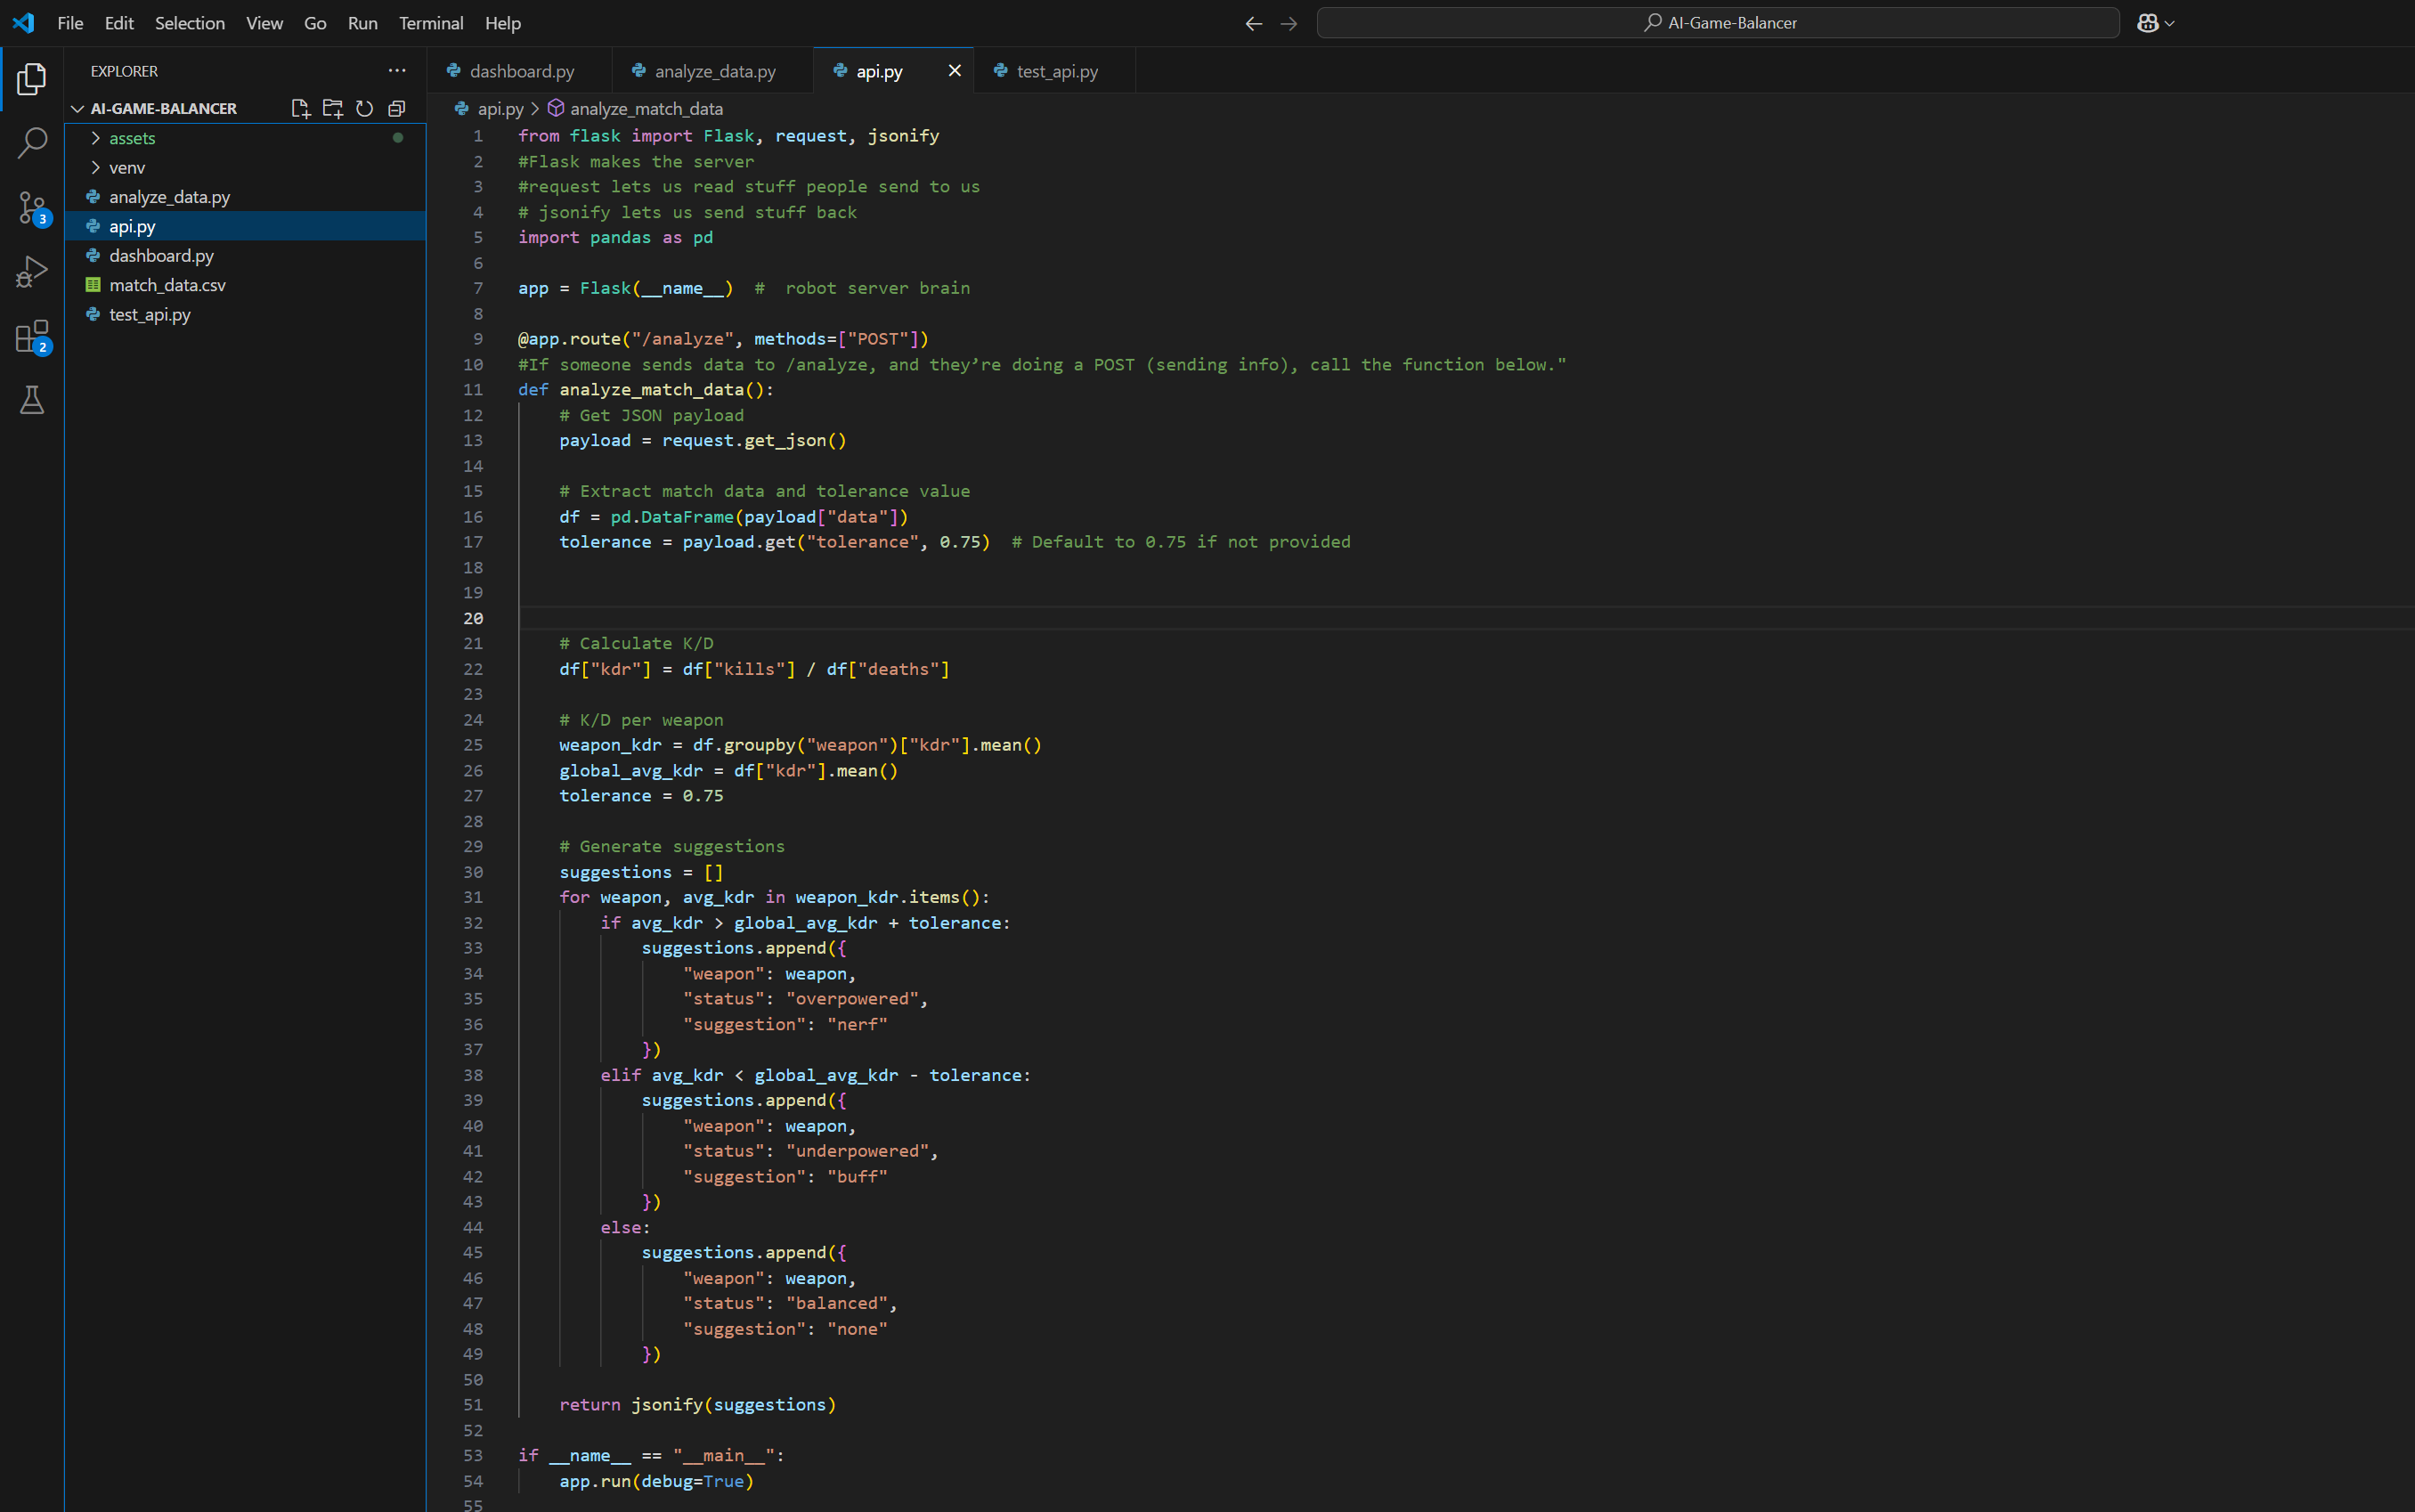 File Edit Selection View Go Run Terminal Help
AI-Game-Balancer
EXPLORER
AI-GAME-BALANCER
assets
venv
analyze_data.py
api.py
dashboard.py
match_data.csv
test_api.py
3
2
dashboard.py analyze_data.py api.py test_api.py
api.py > analyze_match_data
1 from flask import Flask, request, jsonify
2 #Flask makes the server
3 #request lets us read stuff people send to us
4 # jsonify lets us send stuff back
5 import pandas as pd
6
7 app = Flask(__name__)  #  robot server brain
8
9 @app.route("/analyze", methods=["POST"])
10 #If someone sends data to /analyze, and they’re doing a POST (sending info), call the function below."
11 def analyze_match_data():
12     # Get JSON payload
13     payload = request.get_json()
14
15     # Extract match data and tolerance value
16     df = pd.DataFrame(payload["data"])
17     tolerance = payload.get("tolerance", 0.75)  # Default to 0.75 if not provided
18
19
20
21     # Calculate K/D
22     df["kdr"] = df["kills"] / df["deaths"]
23
24     # K/D per weapon
25     weapon_kdr = df.groupby("weapon")["kdr"].mean()
26     global_avg_kdr = df["kdr"].mean()
27     tolerance = 0.75
28
29     # Generate suggestions
30     suggestions = []
31     for weapon, avg_kdr in weapon_kdr.items():
32         if avg_kdr > global_avg_kdr + tolerance:
33             suggestions.append({
34                 "weapon": weapon,
35                 "status": "overpowered",
36                 "suggestion": "nerf"
37             })
38         elif avg_kdr < global_avg_kdr - tolerance:
39             suggestions.append({
40                 "weapon": weapon,
41                 "status": "underpowered",
42                 "suggestion": "buff"
43             })
44         else:
45             suggestions.append({
46                 "weapon": weapon,
47                 "status": "balanced",
48                 "suggestion": "none"
49             })
50
51     return jsonify(suggestions)
52
53 if __name__ == "__main__":
54     app.run(debug=True)
55